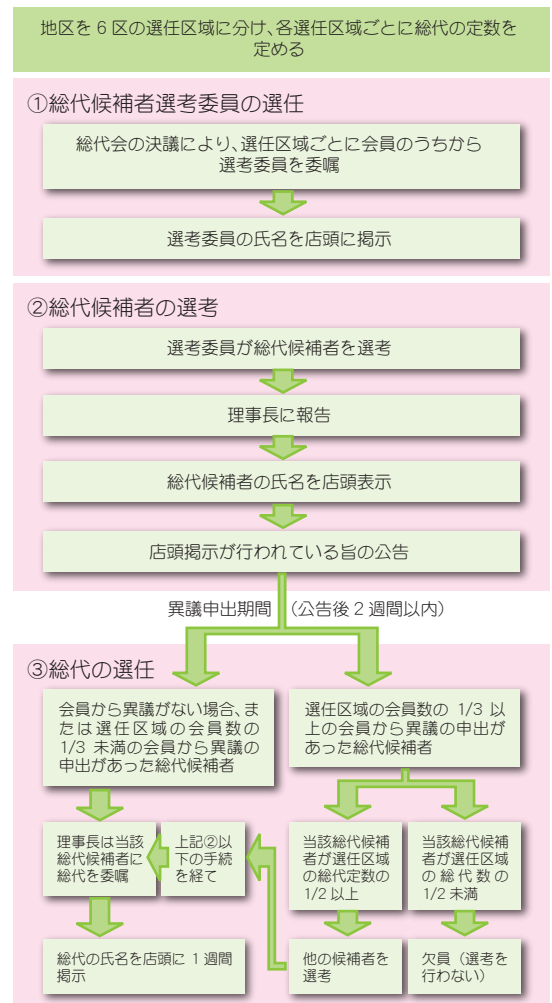 地区を6区の選任区域に分け、各選任区域ごとに総代の定数を
定める
①総代候補者選考委員の選任
総代会の決議により、選任区域ごとに会員のうちから
選考委員を委嘱
選考委員の氏名を店頭に掲示
②総代候補者の選考
選考委員が総代候補者を選考
理事長に報告
総代候補者の氏名を店頭表示
店頭掲示が行われている旨の公告
異議申出期間 (公告後2週間以内)
③総代の選任
会員から異議がない場合、ま
たは選任区域の会員数の
1/3 未満の会員から異議の
申出があった総代候補者
選任区域の会員数の 1/3 以
上の会員から異議の申出が
あった総代候補者
理事長は当該
総代候補者に
総代を委嘱
上記②以
下の手続
を経て
当該総代候補
者が選任区域
の総代定数の
1/2 以上
当該総代候補
者が選任区域
の総代数の
1/2 未満
総代の氏名を店頭に 1 週間
掲示
他の候補者を
選考
欠員(選考を
行わない)